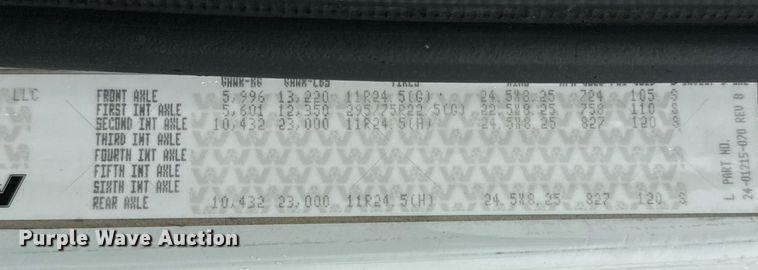 GAWR-KG GAWR-LBS TIRES
LLC FRONT AXLE 5,996 13,220 11R24.5(G) 24.5X8.25 724 105 S
FIRST INT AXLE 5,601 12,350 295/75R22.5(G) 22.5X8.25 758 110 S
SECOND INT AXLE 10,432 23,000 11R24.5(H) 24.5X8.25 827 120 S
THIRD INT AXLE
FOURTH INT AXLE
FIFTH INT AXLE
SIXTH INT AXLE
REAR AXLE 10,432 23,000 11R24.5(H) 24.5X8.25 827 120 S
L PART NO.
24-01215-070 REV B
Purple Wave Auction